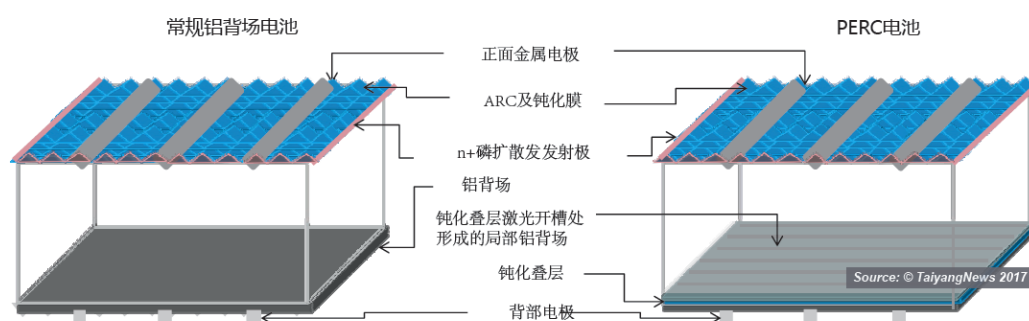 常规铝背场电池
PERC电池
正面金属电极
ARC及钝化膜
n+磷扩散发发射极
铝背场
钝化叠层激光开槽处
形成的局部铝背场
钝化叠层
Source: © TaiyangNews 2017
背部电极